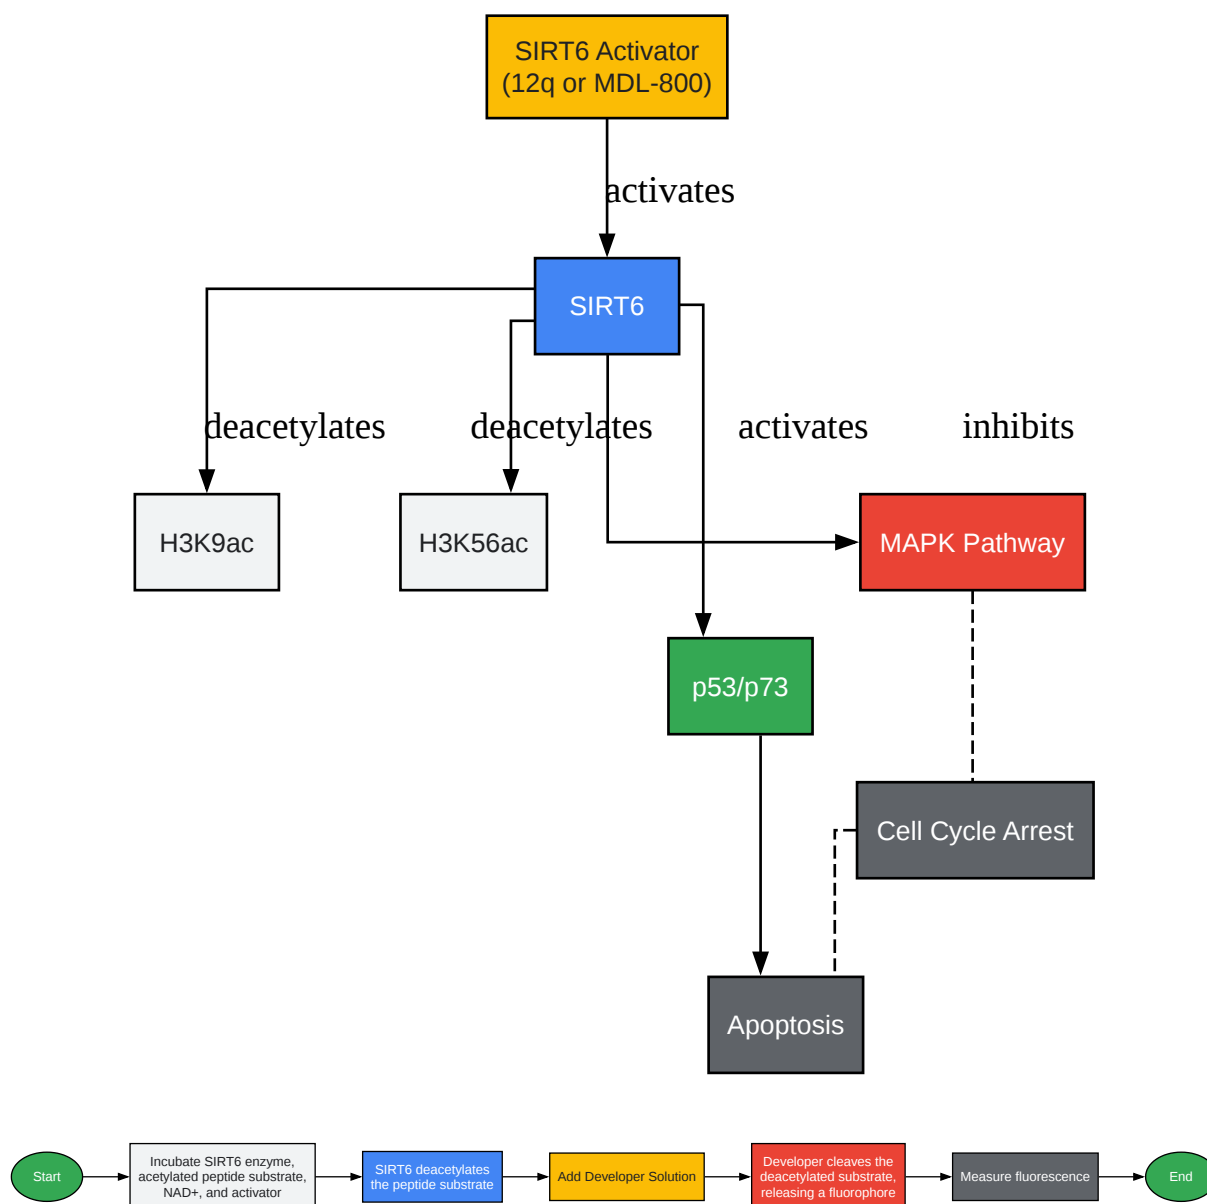 SIRT6 Activator
(12q or MDL-800)
activates
SIRT6
deacetylates
deacetylates
activates
inhibits
H3K9ac
H3K56ac
MAPK Pathway
p53/p73
Cell Cycle Arrest
Apoptosis
Start
Incubate SIRT6 enzyme,
acetylated peptide substrate,
NAD+, and activator
SIRT6 deacetylates
the peptide substrate
Add Developer Solution
Developer cleaves the
deacetylated substrate,
releasing a fluorophore
Measure fluorescence
End